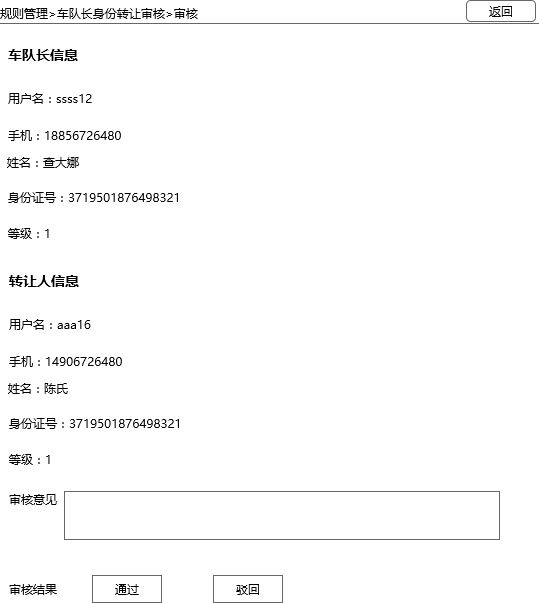 规则管理>车队长身份转让审核>审核
返回
车队长信息
用户名：ssss12
手机：18856726480
姓名：查大娜
身份证号：3719501876498321
等级：1
转让人信息
用户名：aaa16
手机：14906726480
姓名：陈氏
身份证号：3719501876498321
等级：1
审核意见
审核结果 通过 驳回